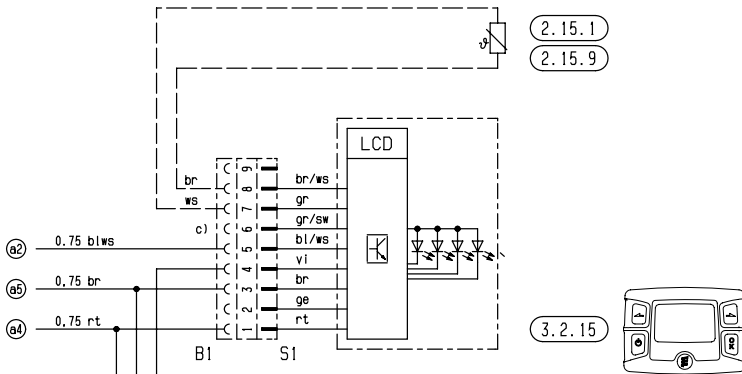 ϑ
2.15.1
2.15.9
LCD
br
ws
c)
9
8
7
6
5
4
3
2
1
br/ws
gr
gr/sw
bl/ws
vi
br
ge
rt
a2 0.75 blws
a5 0,75 br
a4 0,75 rt
B1 S1
3.2.15
OK